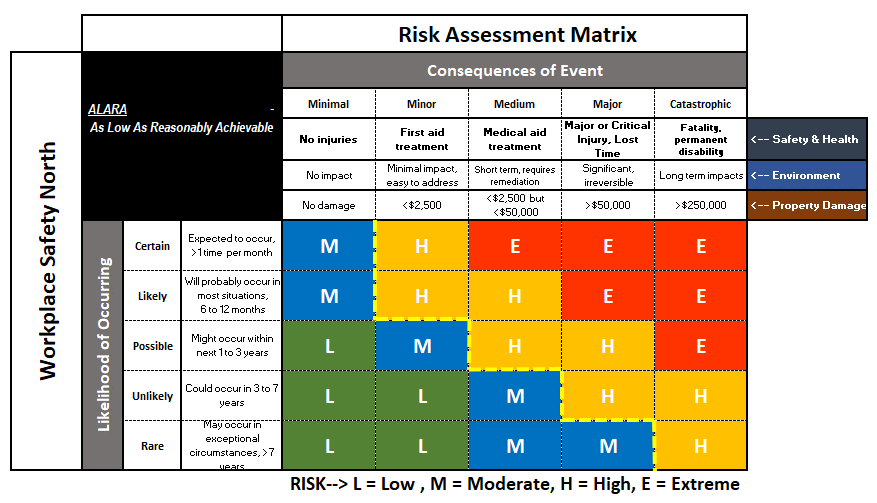 Risk Assessment Matrix
Consequences of Event
ALARA -
As Low As Reasonably Achievable
Minimal Minor Medium Major Catastrophic
No injuries
First aid
treatment
Medical aid
treatment
Major or Critical
Injury, Lost
Time
Fatality,
permanent
disability
<-- Safety & Health
No impact
Minimal impact,
easy to address
Short term, requires
remediation
Significant,
irreversible
Long term impacts
<-- Environment
No damage
<$2,500
<$2,500 but
<$50,000
>$50,000
>$250,000
<-- Property Damage
Workplace Safety North
Likelihood of Occurring
Certain
Expected to occur,
>1 time per month
M H E E E
Likely
Will probably occur in
most situations,
6 to 12 months
M H H E E
Possible
Might occur within
next 1 to 3 years
L M H H E
Unlikely
Could occur in 3 to 7
years
L L M H H
Rare
May occur in
exceptional
circumstances, >7
years
L L M M H
RISK--> L = Low , M = Moderate, H = High, E = Extreme